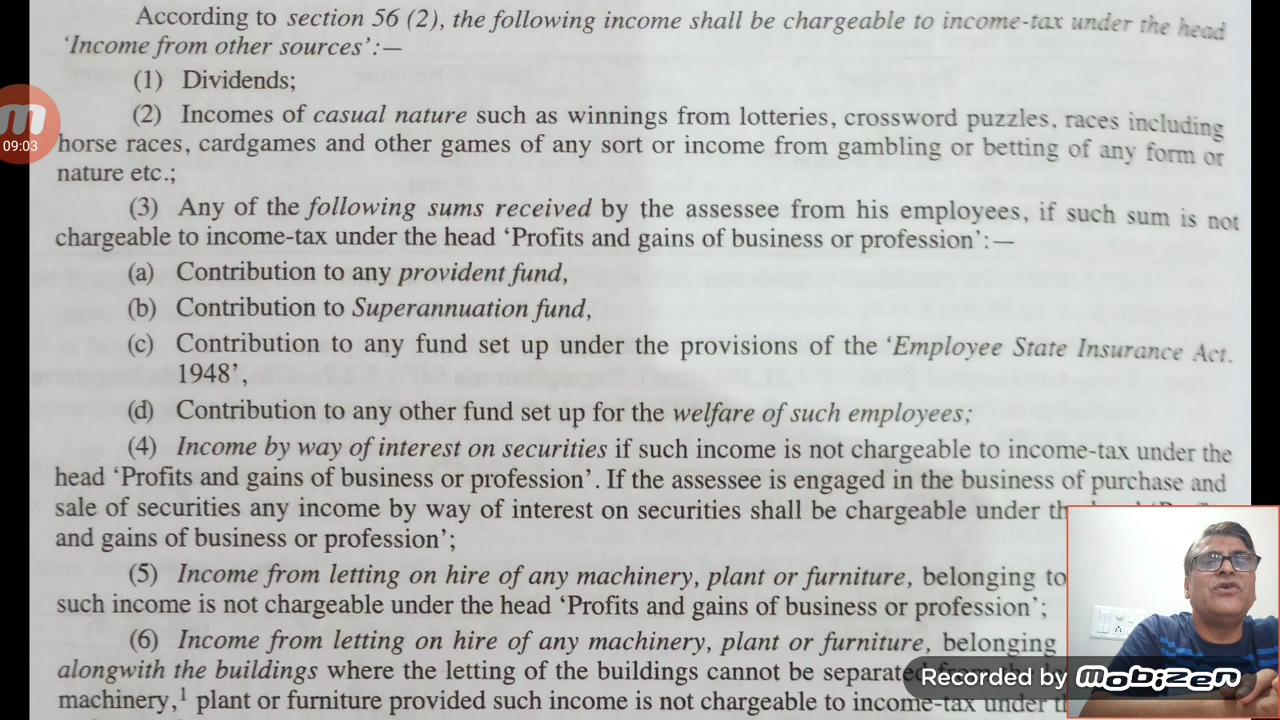 According to section 56 (2), the following income shall be chargeable to income-tax under the head
‘Income from other sources’:—
(1) Dividends;
(2) Incomes of casual nature such as winnings from lotteries, crossword puzzles, races including
horse races, cardgames and other games of any sort or income from gambling or betting of any form or
nature etc.;
(3) Any of the following sums received by the assessee from his employees, if such sum is not
chargeable to income-tax under the head ‘Profits and gains of business or profession’:—
(a) Contribution to any provident fund,
(b) Contribution to Superannuation fund,
(c) Contribution to any fund set up under the provisions of the ‘Employee State Insurance Act.
1948’,
(d) Contribution to any other fund set up for the welfare of such employees;
(4) Income by way of interest on securities if such income is not chargeable to income-tax under the
head ‘Profits and gains of business or profession’. If the assessee is engaged in the business of purchase and
sale of securities any income by way of interest on securities shall be chargeable under
and gains of business or profession’;
(5) Income from letting on hire of any machinery, plant or furniture, belonging to
such income is not chargeable under the head ‘Profits and gains of business or profession’;
(6) Income from letting on hire of any machinery, plant or furniture, belonging
alongwith the buildings where the letting of the buildings cannot be separated
machinery,¹ plant or furniture provided such income is not chargeable to income-tax under
09:03
Recorded by mobizen